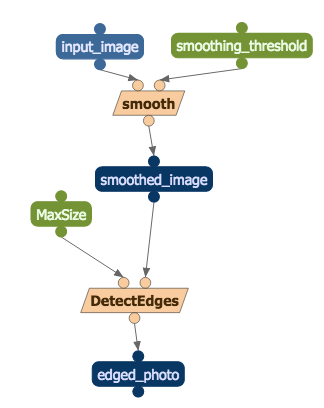 input_image
smoothing_threshold
smooth
smoothed_image
MaxSize
DetectEdges
edged_photo